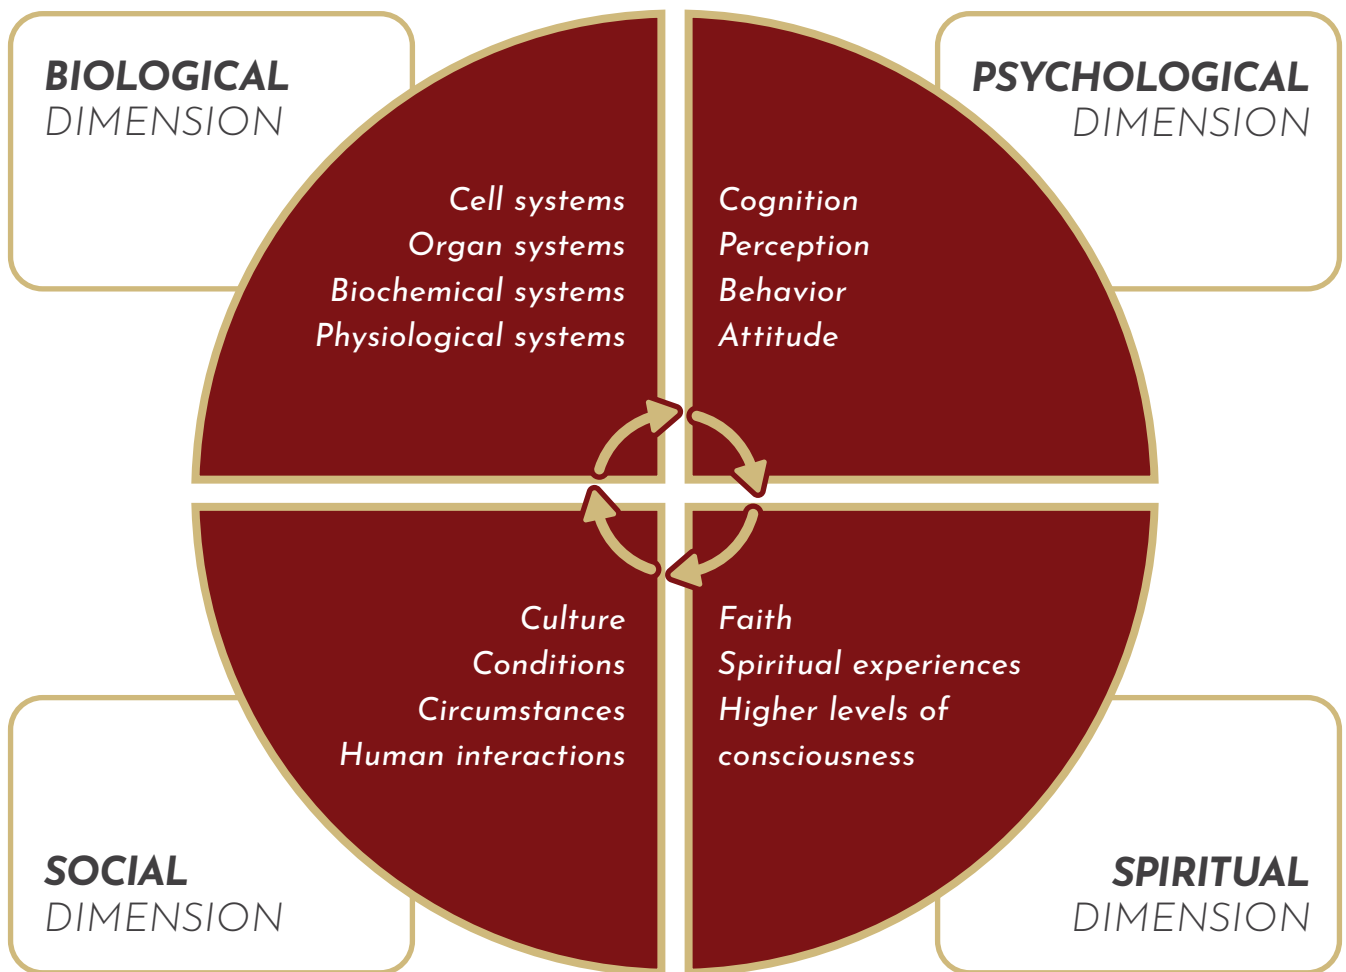 BIOLOGICAL
DIMENSION
Cell systems
Organ systems
Biochemical systems
Physiological systems
PSYCHOLOGICAL
DIMENSION
Cognition
Perception
Behavior
Attitude
SOCIAL
DIMENSION
Culture
Conditions
Circumstances
Human interactions
SPIRITUAL
DIMENSION
Faith
Spiritual experiences
Higher levels of
consciousness